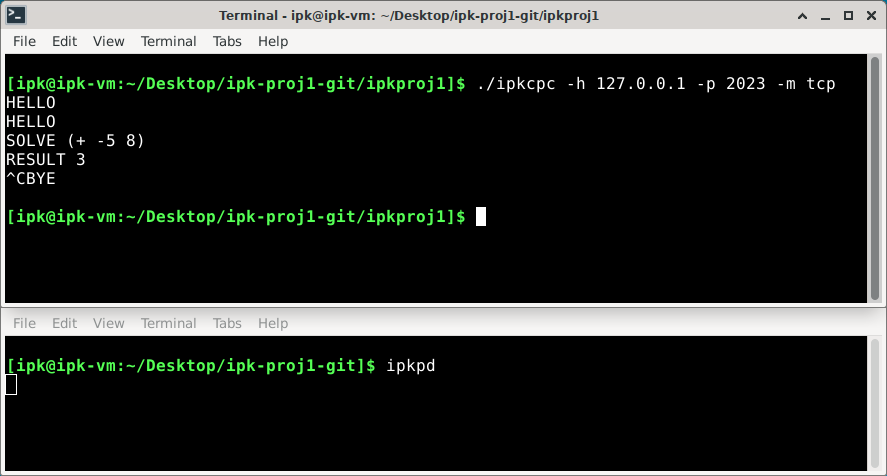 Terminal - ipk@ipk-vm: ~/Desktop/ipk-proj1-git/ipkproj1
File Edit View Terminal Tabs Help
[ipk@ipk-vm:~/Desktop/ipk-proj1-git/ipkproj1]$ ./ipkcpc -h 127.0.0.1 -p 2023 -m tcp
HELLO
HELLO
SOLVE (+ -5 8)
RESULT 3
^CBYE
[ipk@ipk-vm:~/Desktop/ipk-proj1-git/ipkproj1]$
File Edit View Terminal Tabs Help
[ipk@ipk-vm:~/Desktop/ipk-proj1-git]$ ipkpd